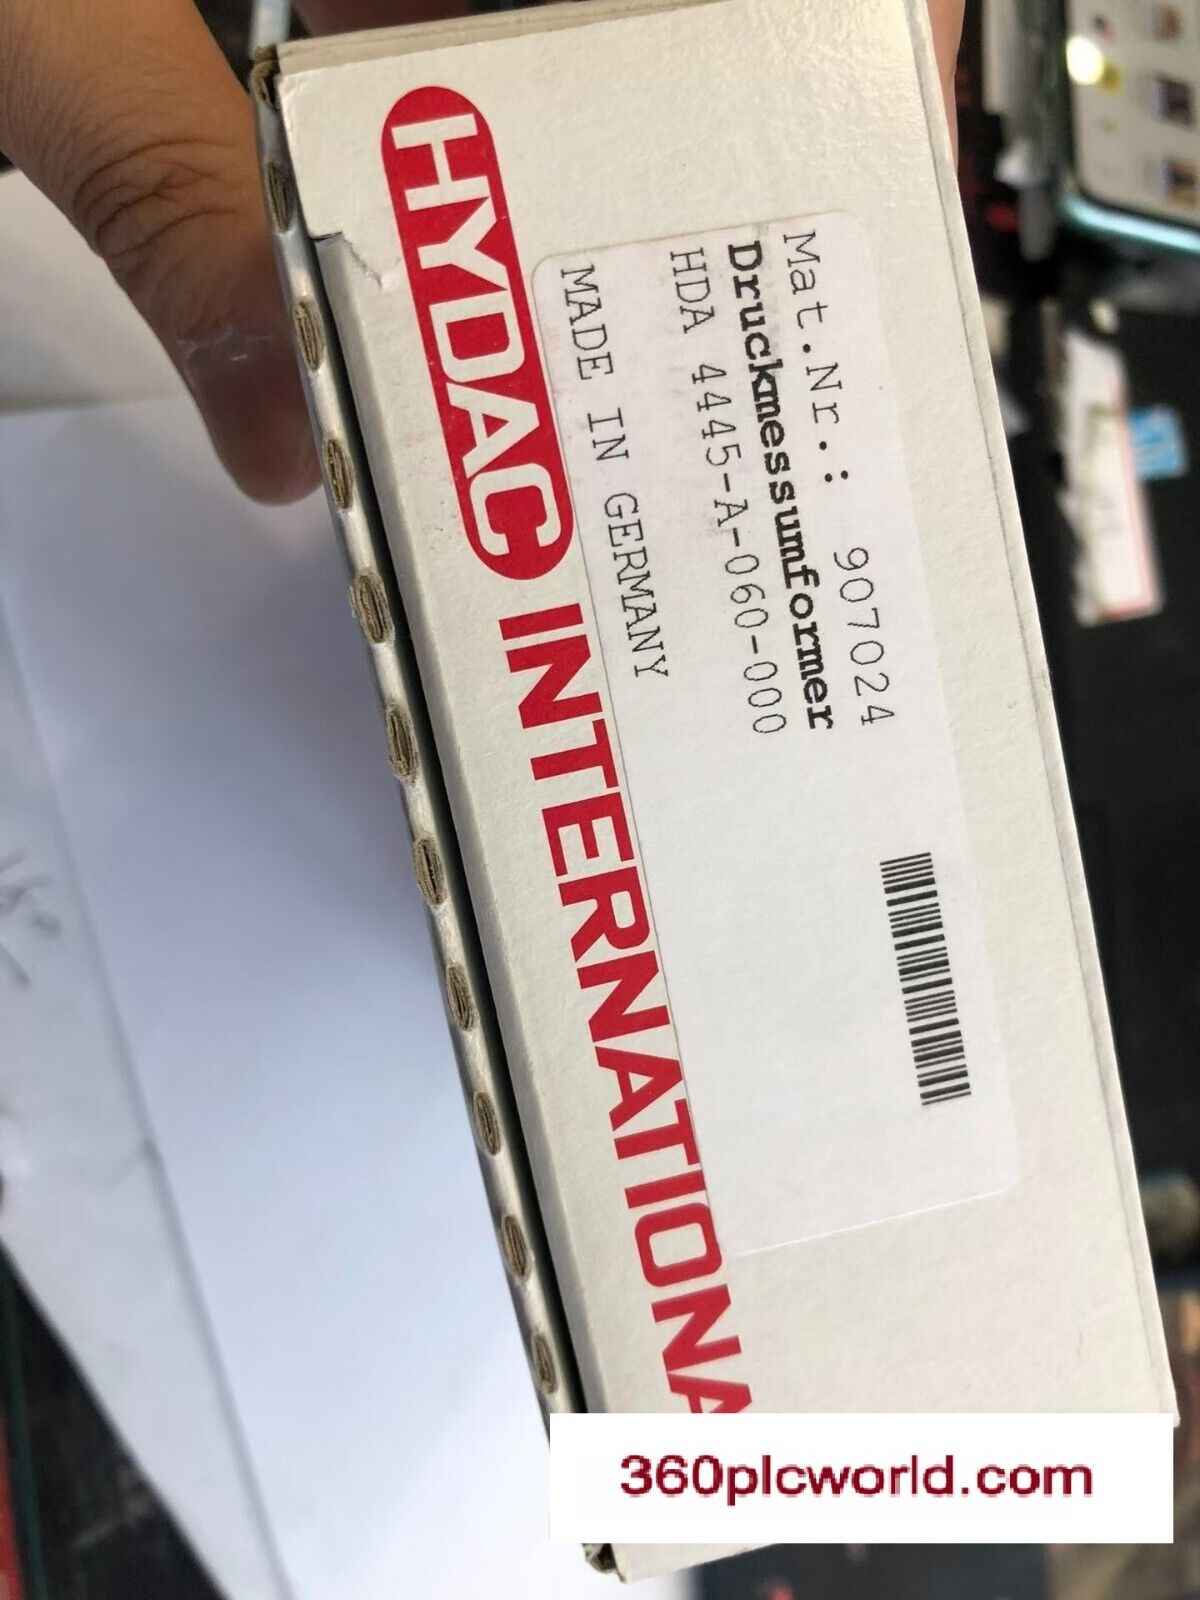 HYDAC INTERNATIONA
Mat.Nr.: 907024
Druckmessumformer
HDA 4445-A-060-000
MADE IN GERMANY
360plcworld.com